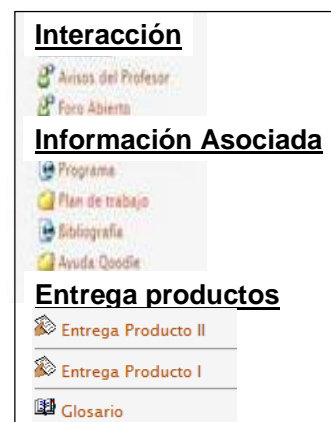 Interacción
Avisos del Profesor
Foro Abierto
Información Asociada
Programa
Plan de trabajo
Bibliografía
Ayuda Qoodle
Entrega productos
Entrega Producto II
Entrega Producto I
Glosario